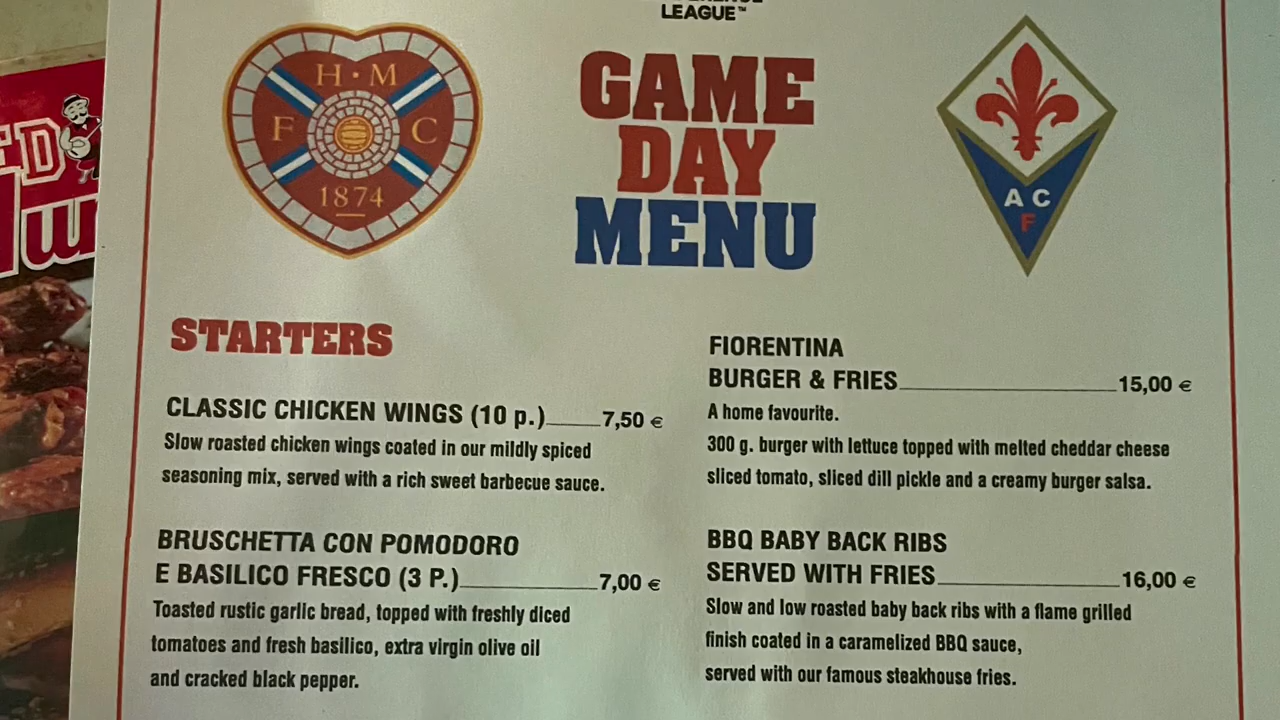 LEAGUE™
H·M
F C
1874
GAME
DAY
MENU
A C
F
STARTERS
CLASSIC CHICKEN WINGS (10 p.) 7,50 €
Slow roasted chicken wings coated in our mildly spiced
seasoning mix, served with a rich sweet barbecue sauce.
BRUSCHETTA CON POMODORO
E BASILICO FRESCO (3 P.) 7,00 €
Toasted rustic garlic bread, topped with freshly diced
tomatoes and fresh basilico, extra virgin olive oil
and cracked black pepper.
FIORENTINA
BURGER & FRIES 15,00 €
A home favourite.
300 g. burger with lettuce topped with melted cheddar cheese
sliced tomato, sliced dill pickle and a creamy burger salsa.
BBQ BABY BACK RIBS
SERVED WITH FRIES 16,00 €
Slow and low roasted baby back ribs with a flame grilled
finish coated in a caramelized BBQ sauce,
served with our famous steakhouse fries.